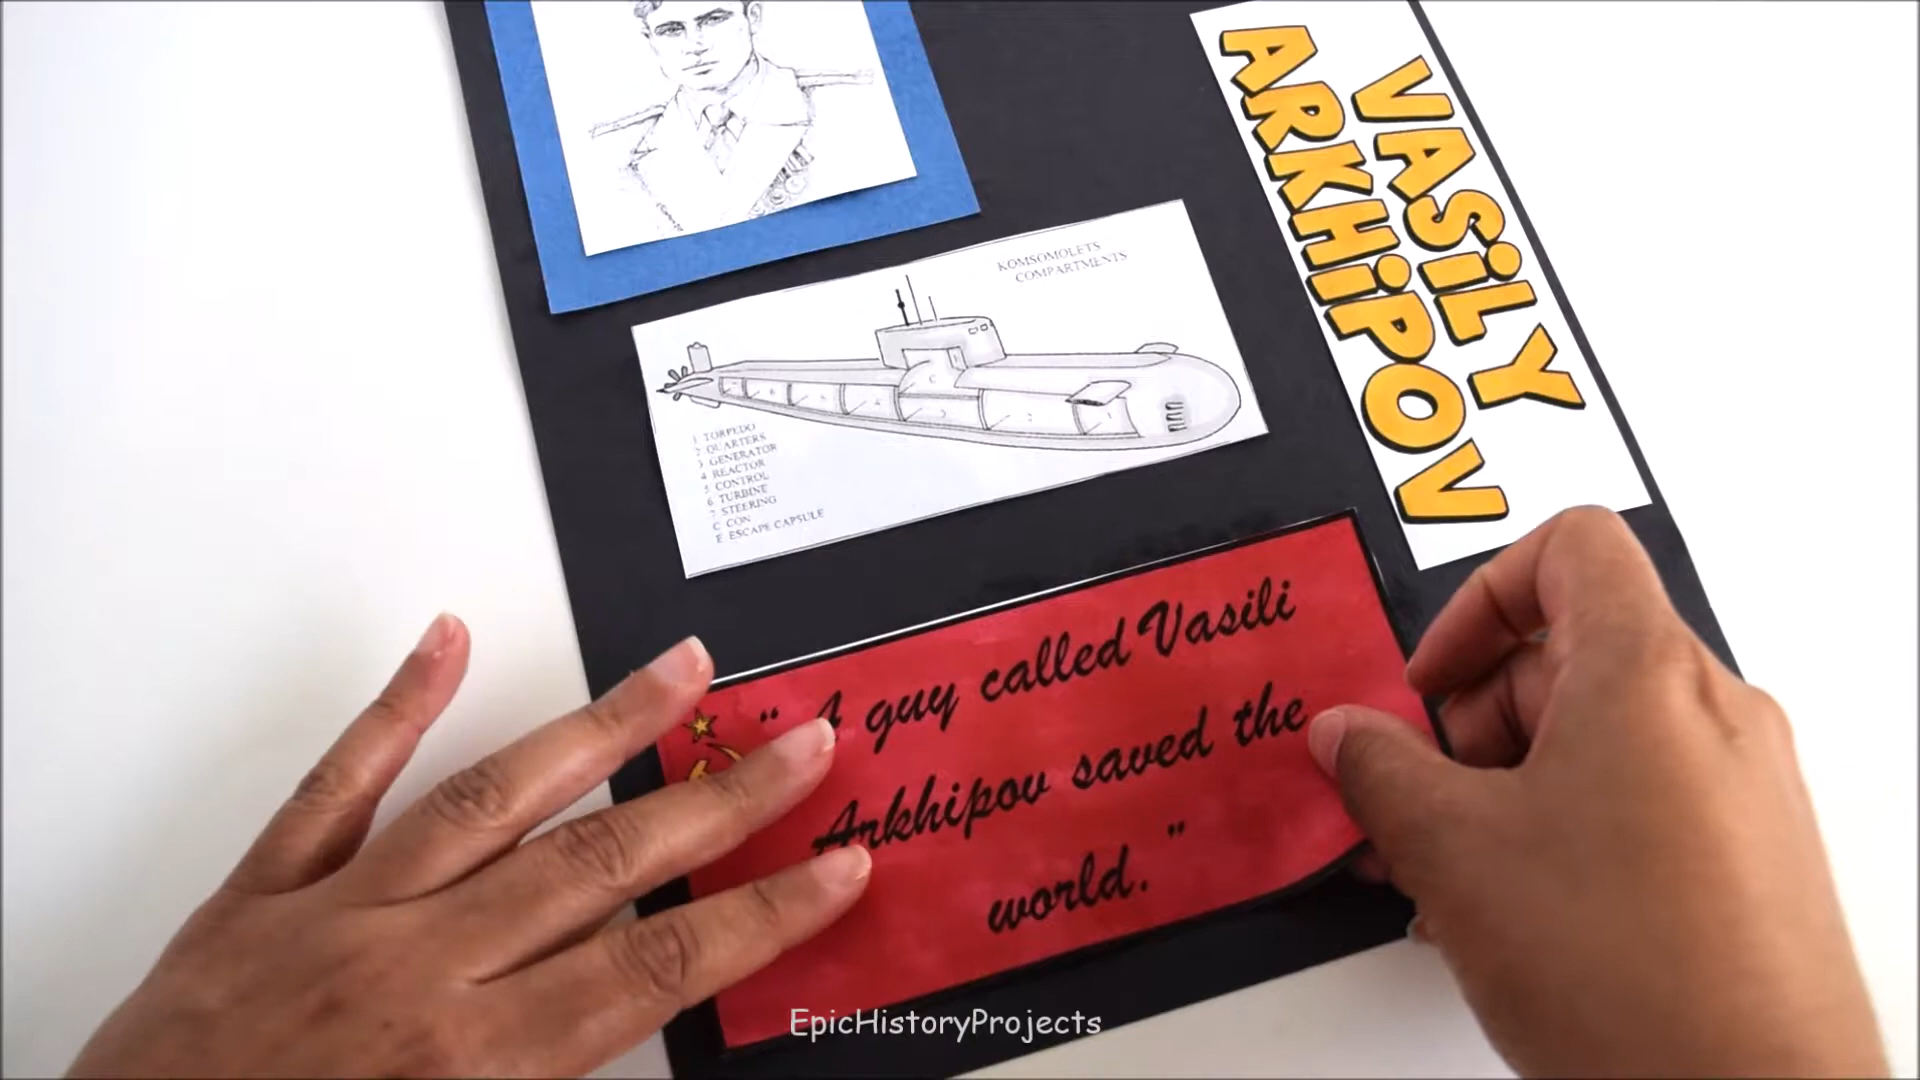 VASiLY
ARKHiPOV
KOMSOMOLETS
COMPARTMENTS
1 TORPEDO
2 QUARTERS
3 GENERATOR
4 REACTOR
5 CONTROL
6 TURBINE
7 STEERING
C CON
E ESCAPE CAPSULE
" A guy called Vasili
Arkhipov saved the
world. "
EpicHistoryProjects